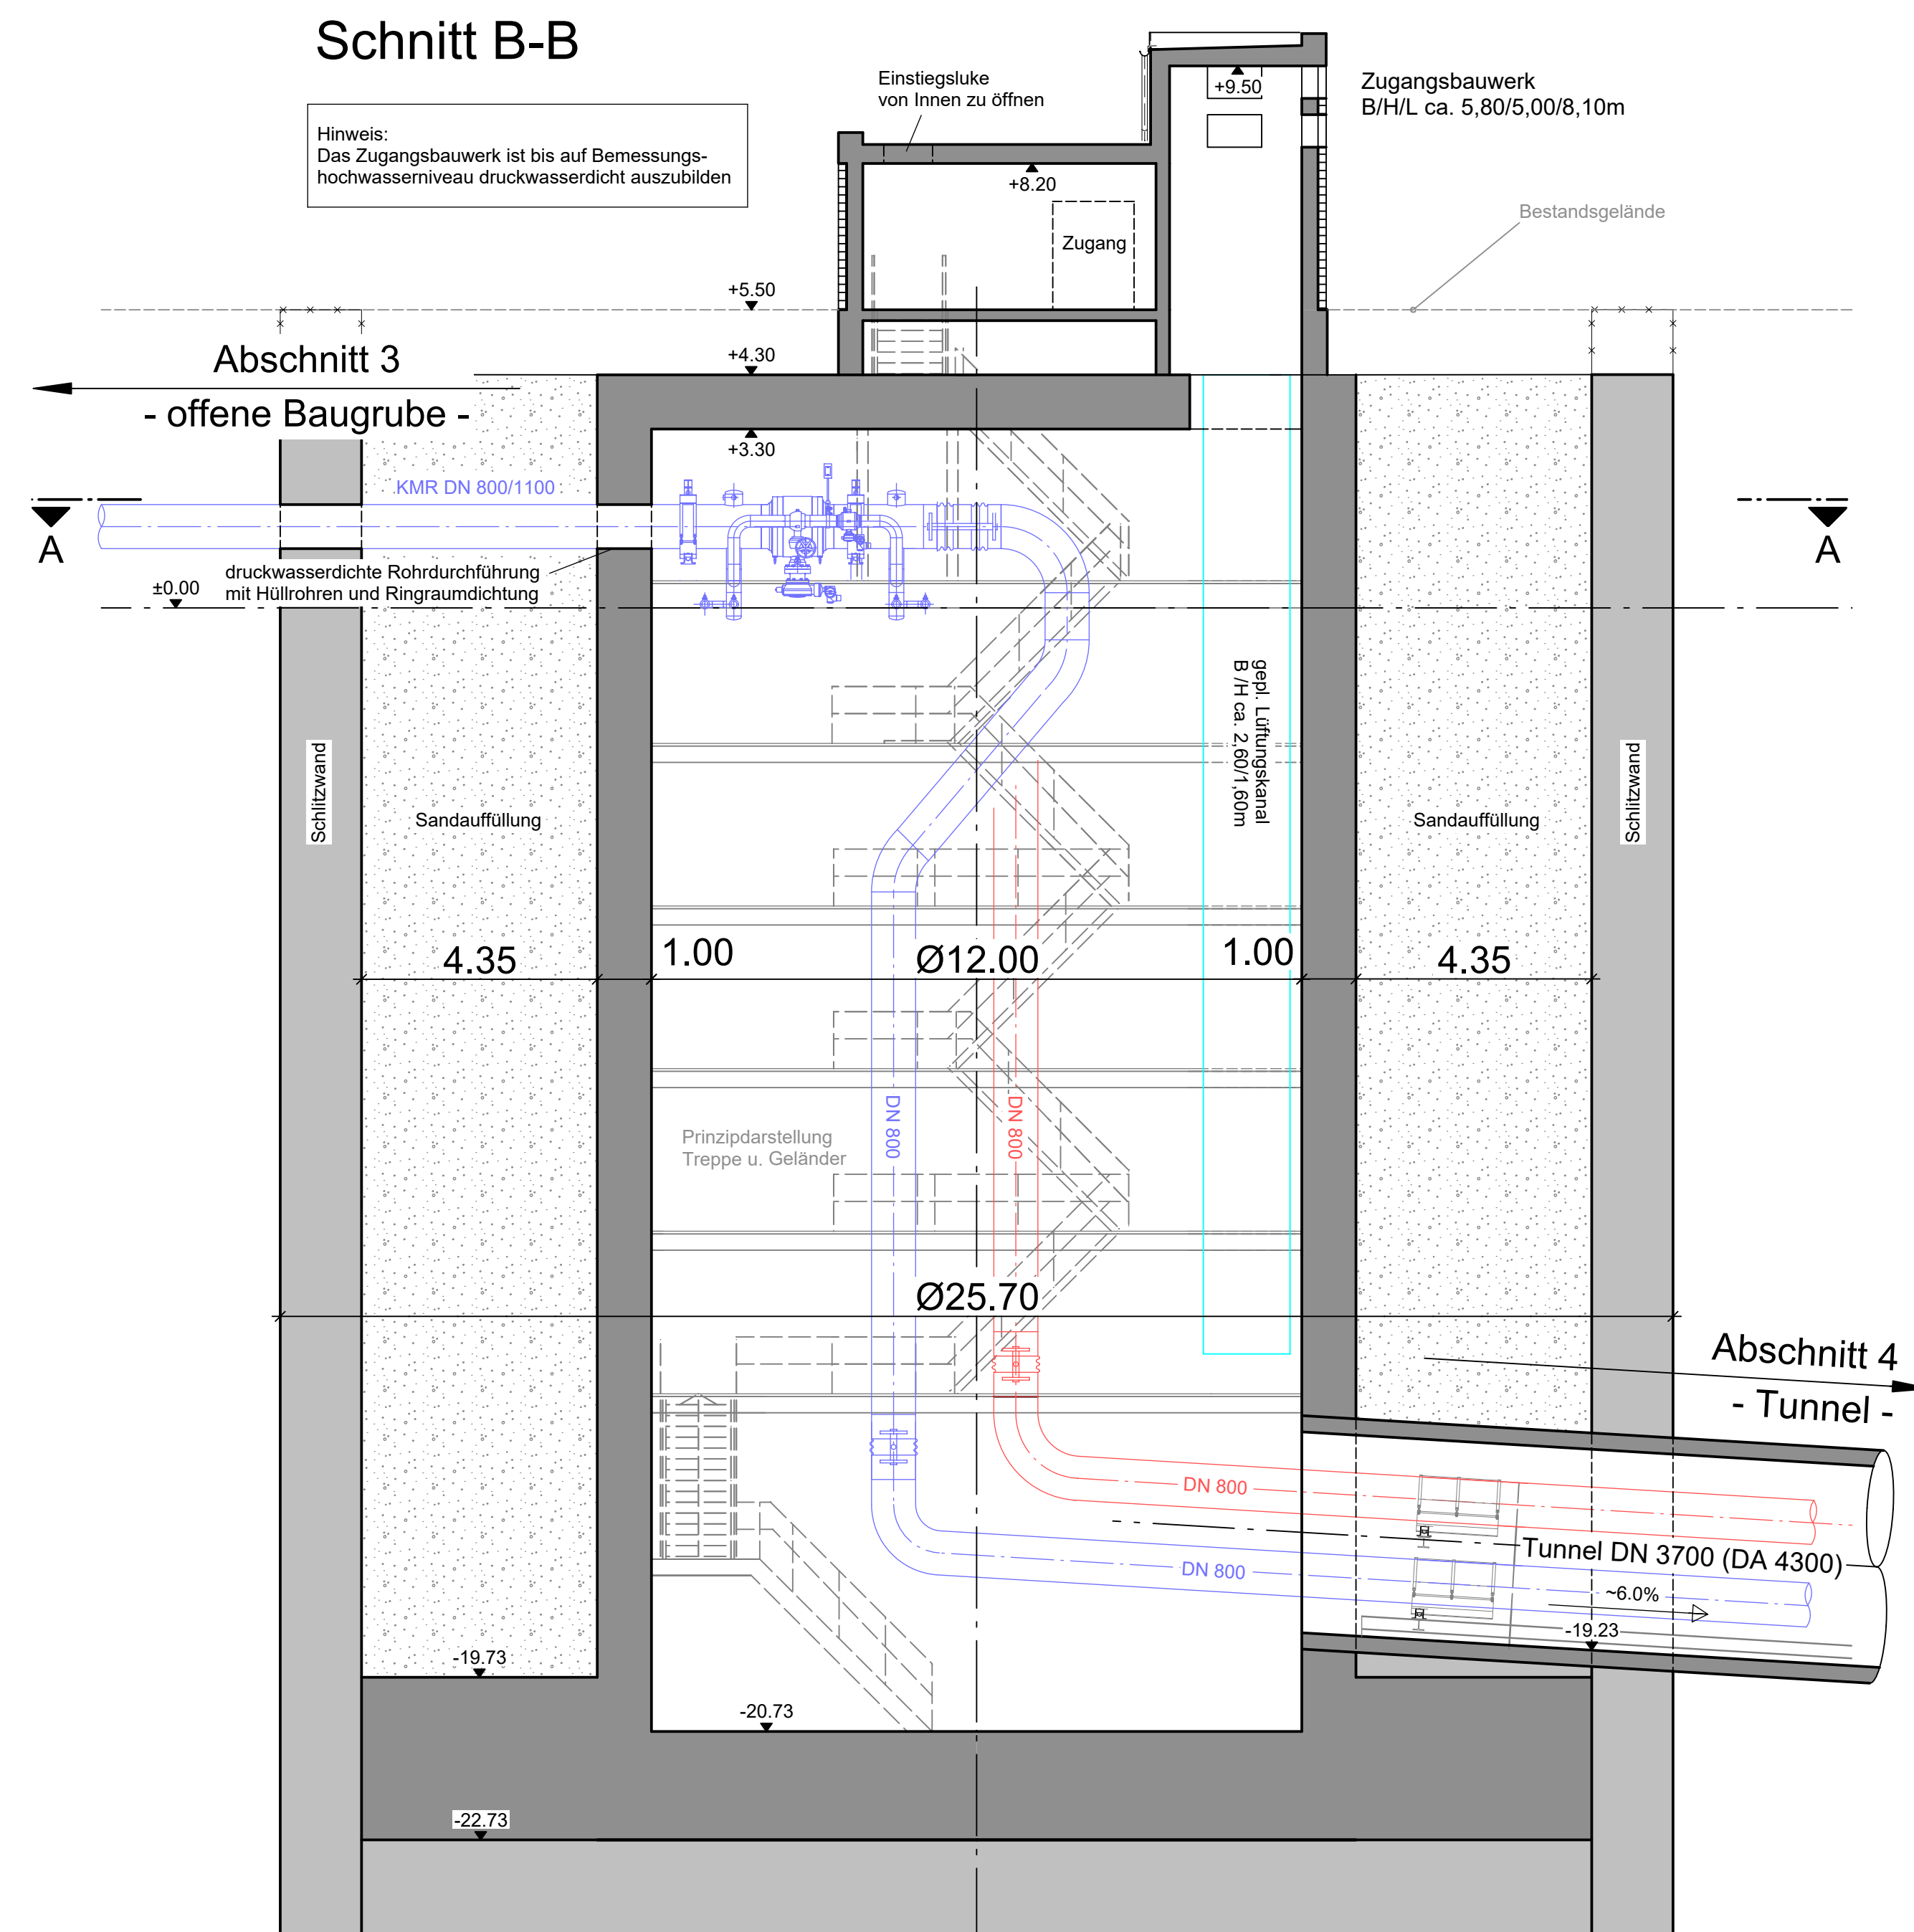 Schnitt B-B
Hinweis:
Das Zugangsbauwerk ist bis auf Bemessungs-
hochwasserniveau druckwasserdicht auszubilden
Einstiegsluke
von Innen zu öffnen
+9.50
Zugangsbauwerk
B/H/L ca. 5,80/5,00/8,10m
+8.20
Zugang
Bestandsgelände
+5.50
+4.30
Abschnitt 3
- offene Baugrube -
+3.30
KMR DN 800/1100
A
A
druckwasserdichte Rohrdurchführung
mit Hüllrohren und Ringraumdichtung
±0.00
gepl. Lüftungskanal
B /H ca. 2,60/1,60m
Schlitzwand
Sandauffüllung
Sandauffüllung
Schlitzwand
4.35
1.00
Ø12.00
1.00
4.35
DN 800
DN 800
Prinzipdarstellung
Treppe u. Geländer
Ø25.70
Abschnitt 4
- Tunnel -
DN 800
DN 800
Tunnel DN 3700 (DA 4300)
~6.0%
-19.23
-19.73
-20.73
-22.73